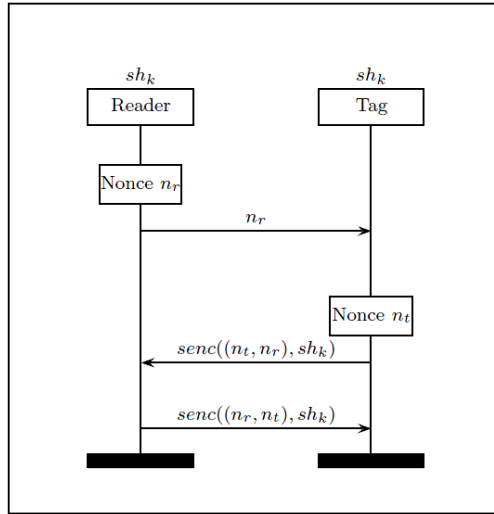 sh_k sh_k
Reader Tag
Nonce n_r
n_r
Nonce n_t
senc((n_t, n_r), sh_k)
senc((n_r, n_t), sh_k)